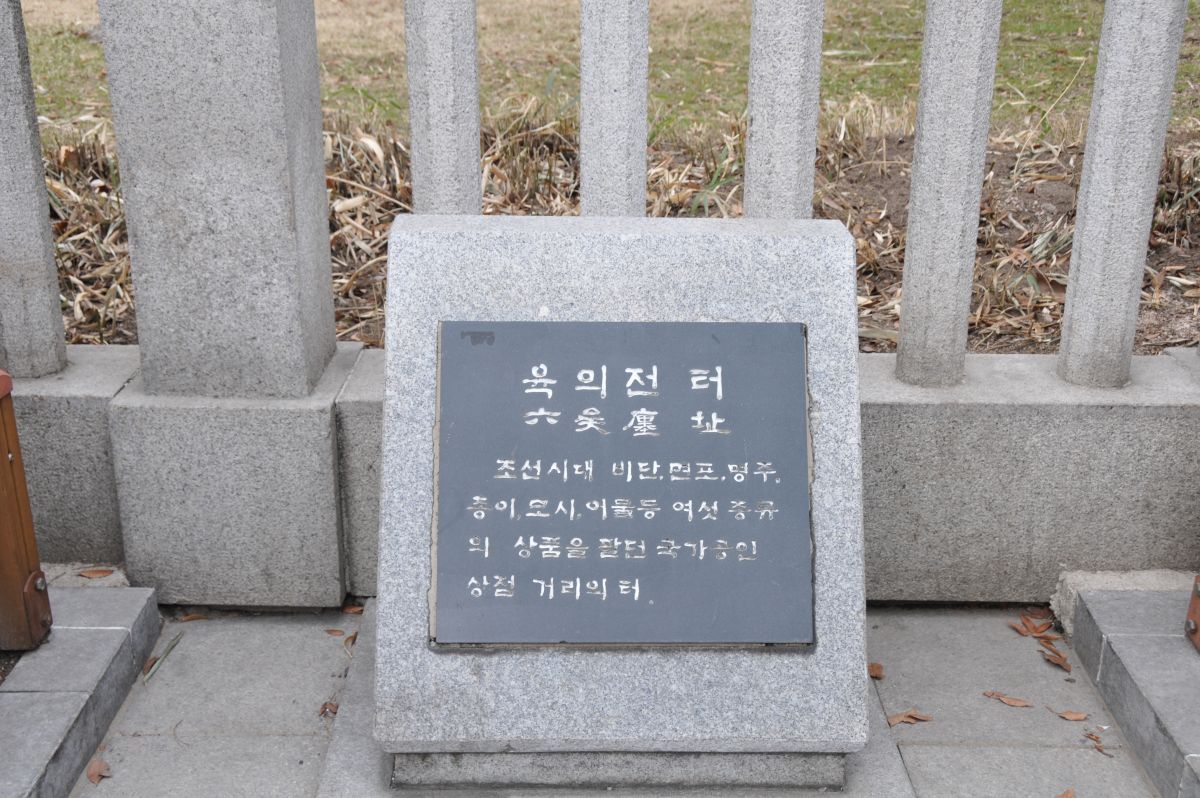 육의전 터
六矣廛 址
조선시대 비단,면포,명주,
종이,모시,어물등 여섯 종류
의 상품을 팔던 국가공인
상점 거리의 터.